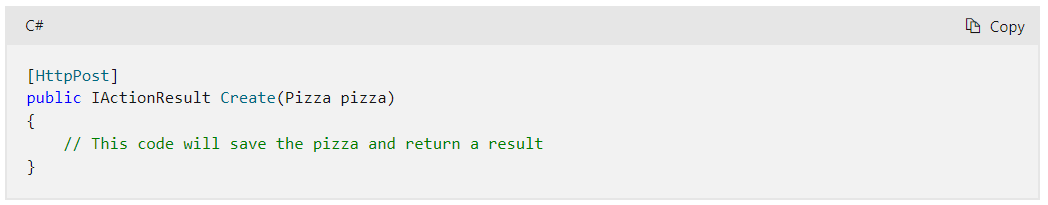 C#
Copy
[HttpPost]
public IActionResult Create(Pizza pizza)
{
    // This code will save the pizza and return a result
}